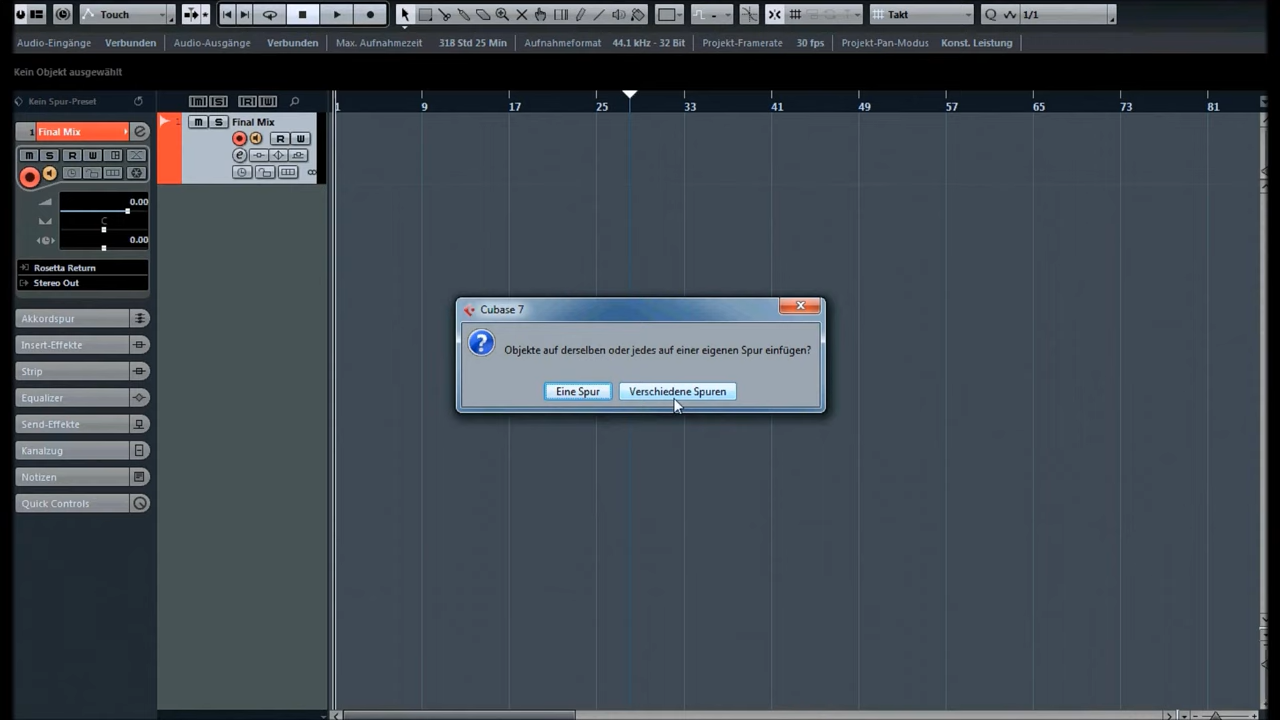 Touch Takt 1/1
Audio-Eingänge Verbunden Audio-Ausgänge Verbunden Max. Aufnahmezeit 318 Std 25 Min Aufnahmeformat 44.1 kHz - 32 Bit Projekt-Framerate 30 fps Projekt-Pan-Modus Konst. Leistung
Kein Objekt ausgewählt
Kein Spur-Preset M S R W 1 9 17 25 33 41 49 57 65 73 81
1 Final Mix e
1 M S Final Mix
R W
M S R W
e
0.00
C
0.00
Rosetta Return
Stereo Out
Akkordspur
Insert-Effekte
Strip
Equalizer
Send-Effekte
Kanalzug
Notizen
Quick Controls
Cubase 7
Objekte auf derselben oder jedes auf einer eigenen Spur einfügen?
Eine Spur Verschiedene Spuren